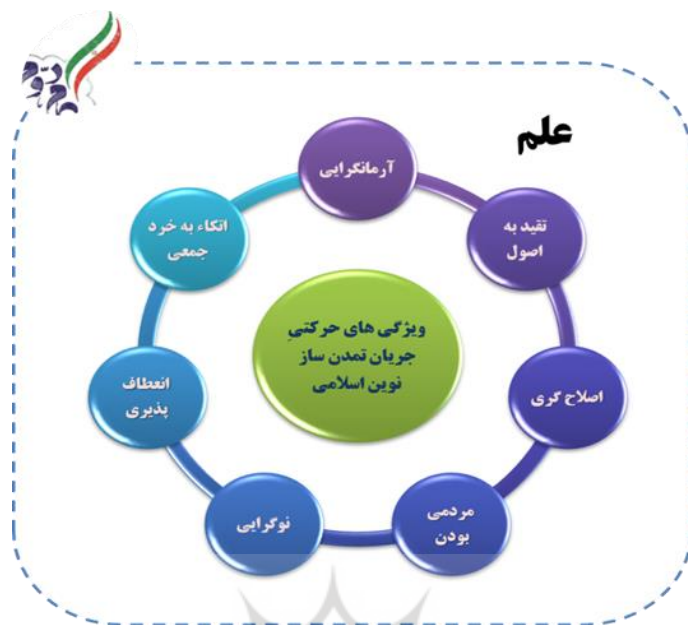 علم
آرمانگرایی
تقید به
اصول
اصلاح گری
مردمی
بودن
نوگرایی
انعطاف
پذیری
اتکاء به خرد
جمعی
ویژگی های حرکتیِ
جریان تمدن ساز
نوین اسلامی